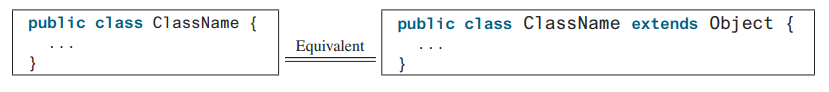 public class ClassName {
...
}
Equivalent
public class ClassName extends Object {
...
}